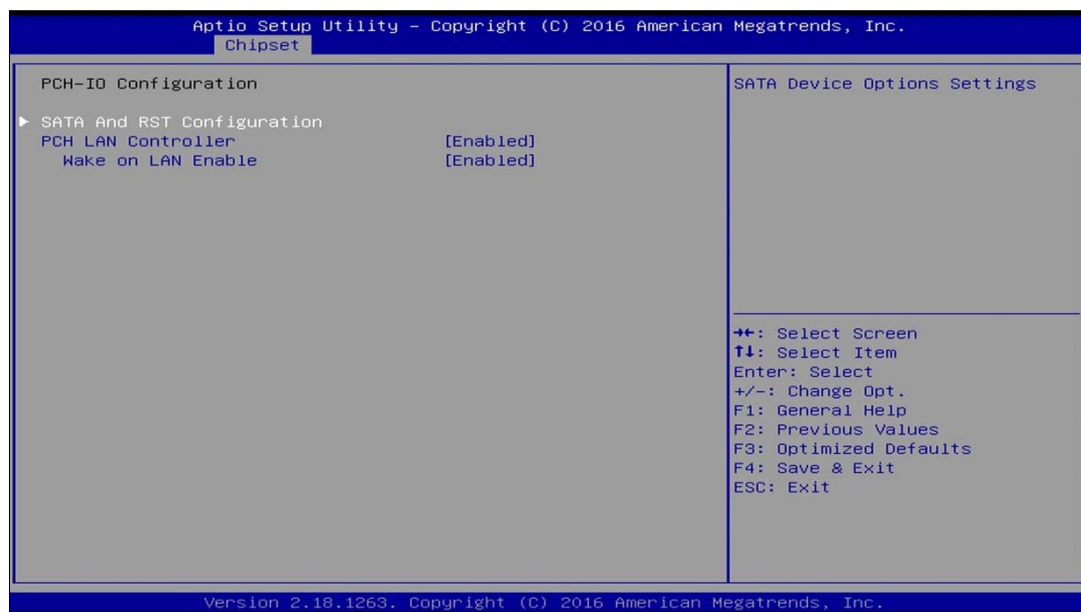 Aptio Setup Utility – Copyright (C) 2016 American Megatrends, Inc.
Chipset
PCH-IO Configuration
► SATA And RST Configuration
PCH LAN Controller [Enabled]
Wake on LAN Enable [Enabled]
SATA Device Options Settings
→←: Select Screen
↑↓: Select Item
Enter: Select
+/-: Change Opt.
F1: General Help
F2: Previous Values
F3: Optimized Defaults
F4: Save & Exit
ESC: Exit
Version 2.18.1263. Copyright (C) 2016 American Megatrends, Inc.